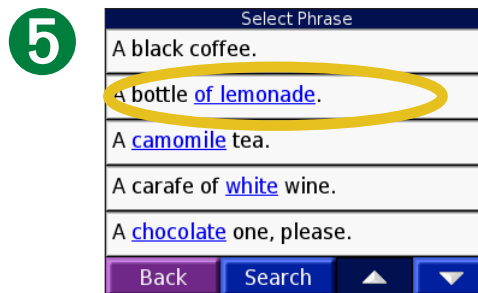 5
Select Phrase
A black coffee.
A bottle of lemonade.
A camomile tea.
A carafe of white wine.
A chocolate one, please.
Back Search